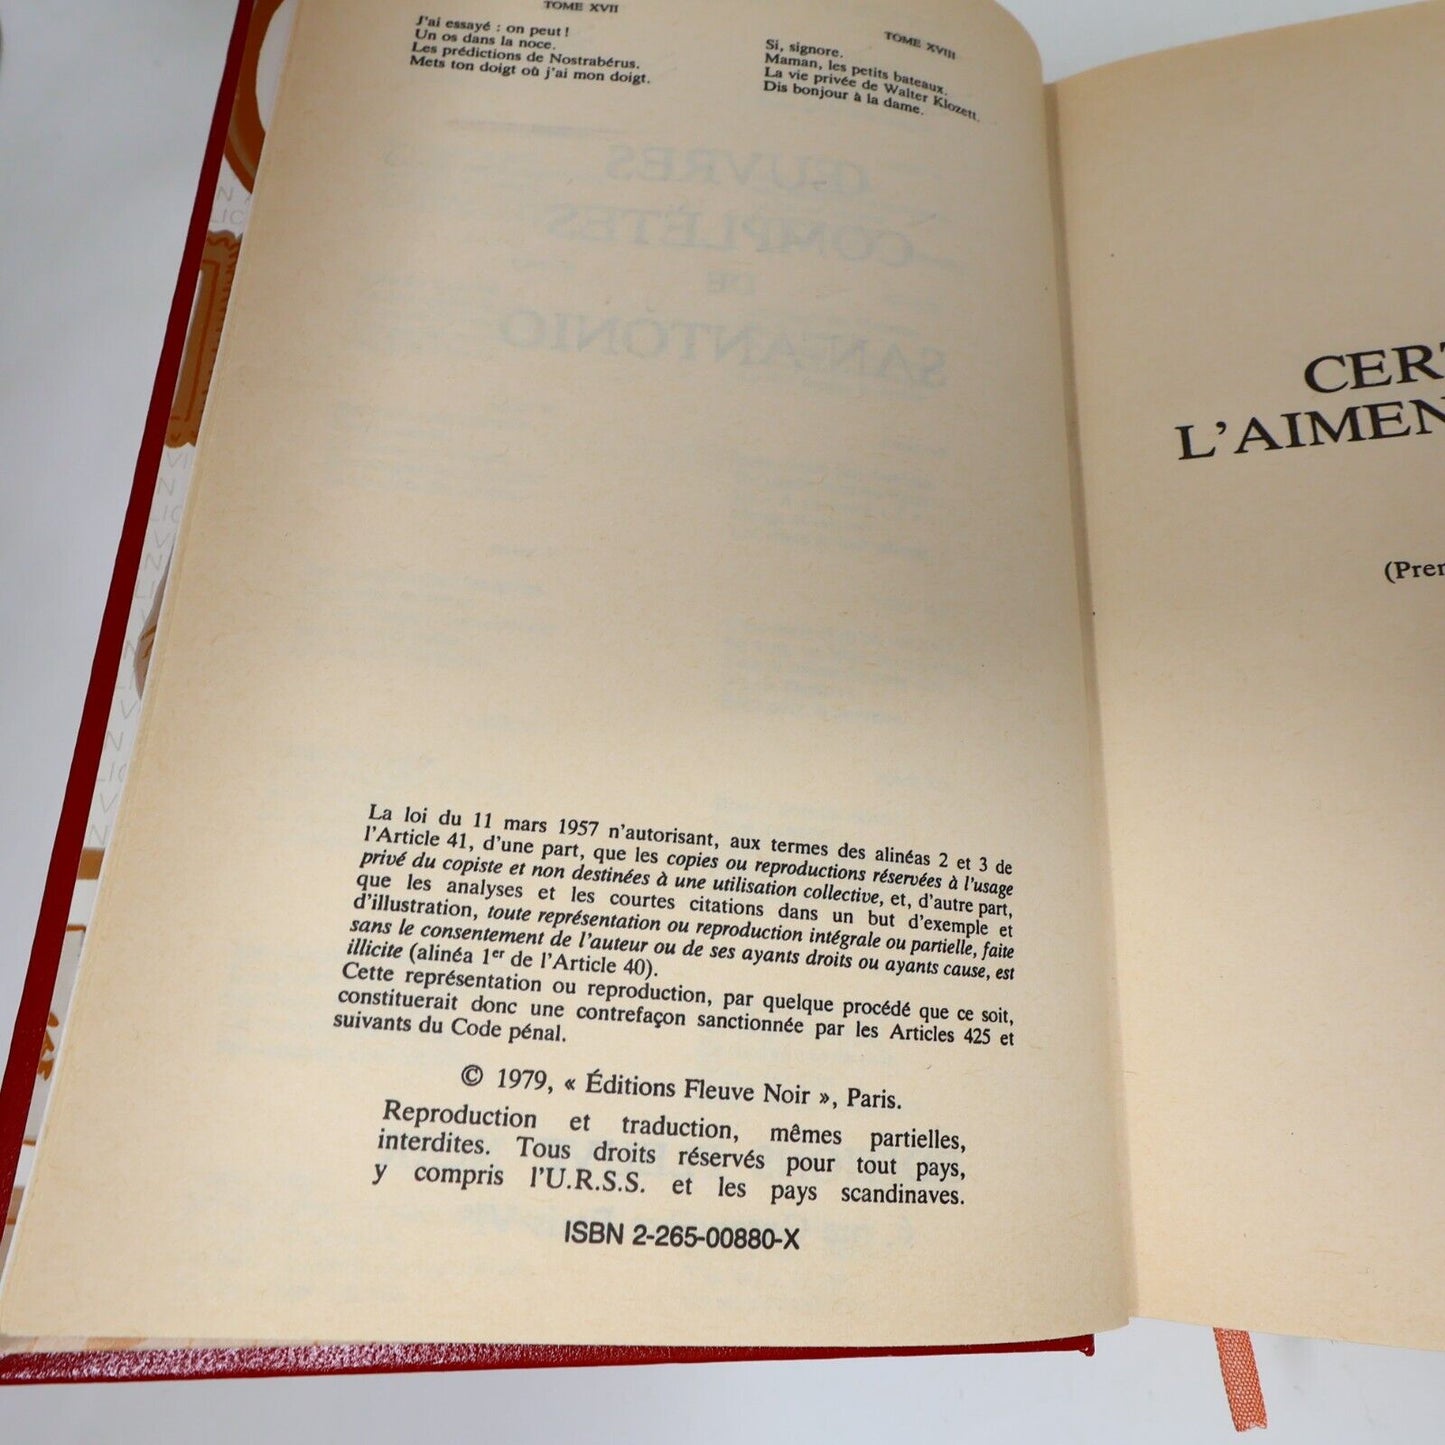 TOME XVII
J'ai essayé : on peut !
Un os dans la noce.
Les prédictions de Nostrabérus.
Mets ton doigt où j'ai mon doigt.
TOME XVIII
Si, signore.
Maman, les petits bateaux.
La vie privée de Walter Klozett.
Dis bonjour à la dame.
ŒUVRES
COMPLÈTES
DE
SAN-ANTONIO
La loi du 11 mars 1957 n'autorisant, aux termes des alinéas 2 et 3 de
l'Article 41, d'une part, que les copies ou reproductions réservées à l'usage
privé du copiste et non destinées à une utilisation collective, et, d'autre part,
que les analyses et les courtes citations dans un but d'exemple et
d'illustration, toute représentation ou reproduction intégrale ou partielle, faite
sans le consentement de l'auteur ou de ses ayants droits ou ayants cause, est
illicite (alinéa 1er de l'Article 40).
Cette représentation ou reproduction, par quelque procédé que ce soit,
constituerait donc une contrefaçon sanctionnée par les Articles 425 et
suivants du Code pénal.
© 1979, « Éditions Fleuve Noir », Paris.
Reproduction et traduction, mêmes partielles,
interdites. Tous droits réservés pour tout pays,
y compris l'U.R.S.S. et les pays scandinaves.
ISBN 2-265-00880-X
CERT
L'AIMEN
(Prem